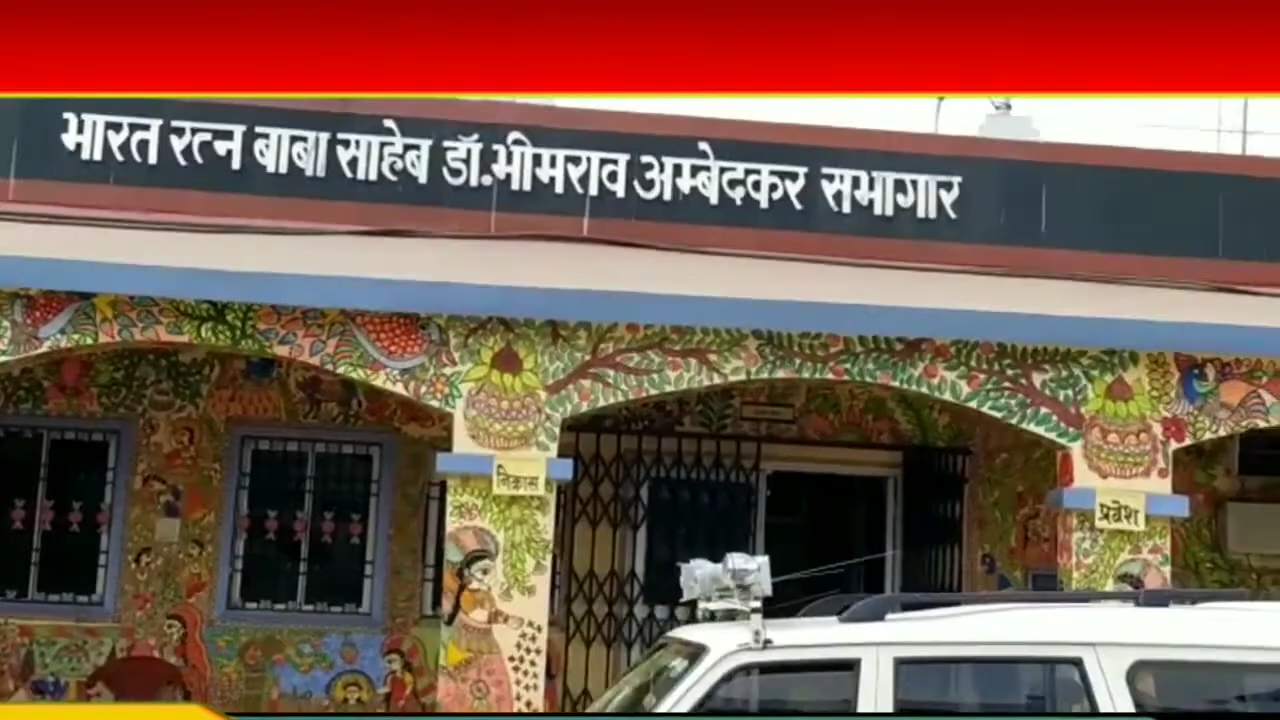 भारत रत्न बाबा साहेब डॉ.भीमराव अम्बेदकर सभागार
निकास
प्रवेश